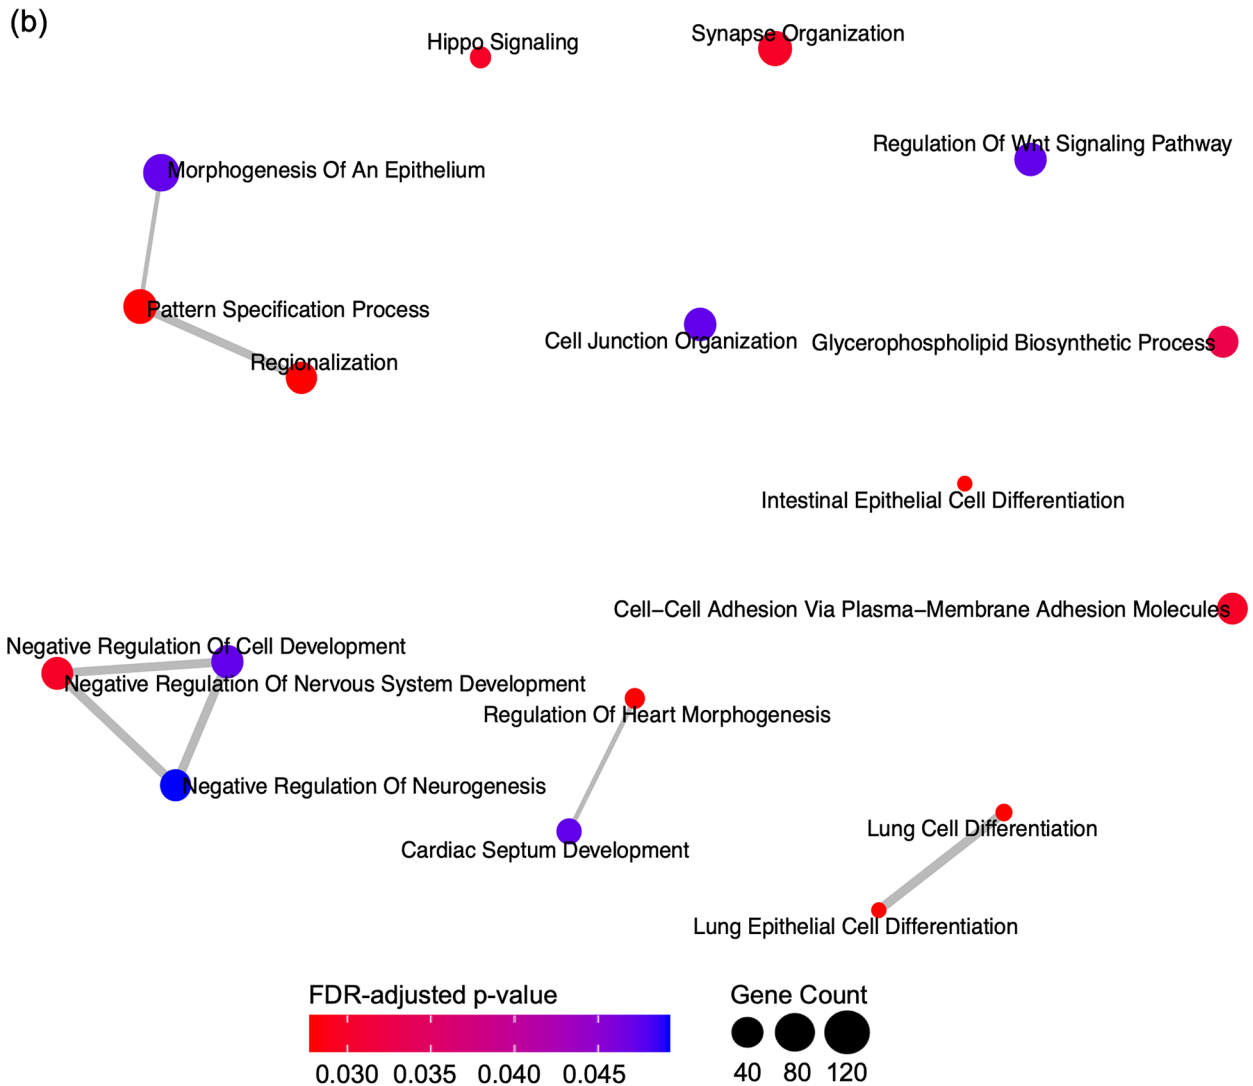 (b)
Hippo Signaling
Synapse Organization
Regulation Of Wnt Signaling Pathway
Morphogenesis Of An Epithelium
Pattern Specification Process
Regionalization
Cell Junction Organization
Glycerophospholipid Biosynthetic Process
Intestinal Epithelial Cell Differentiation
Cell−Cell Adhesion Via Plasma−Membrane Adhesion Molecules
Negative Regulation Of Cell Development
Negative Regulation Of Nervous System Development
Regulation Of Heart Morphogenesis
Negative Regulation Of Neurogenesis
Lung Cell Differentiation
Cardiac Septum Development
Lung Epithelial Cell Differentiation
FDR-adjusted p-value
0.030 0.035 0.040 0.045
Gene Count
40 80 120